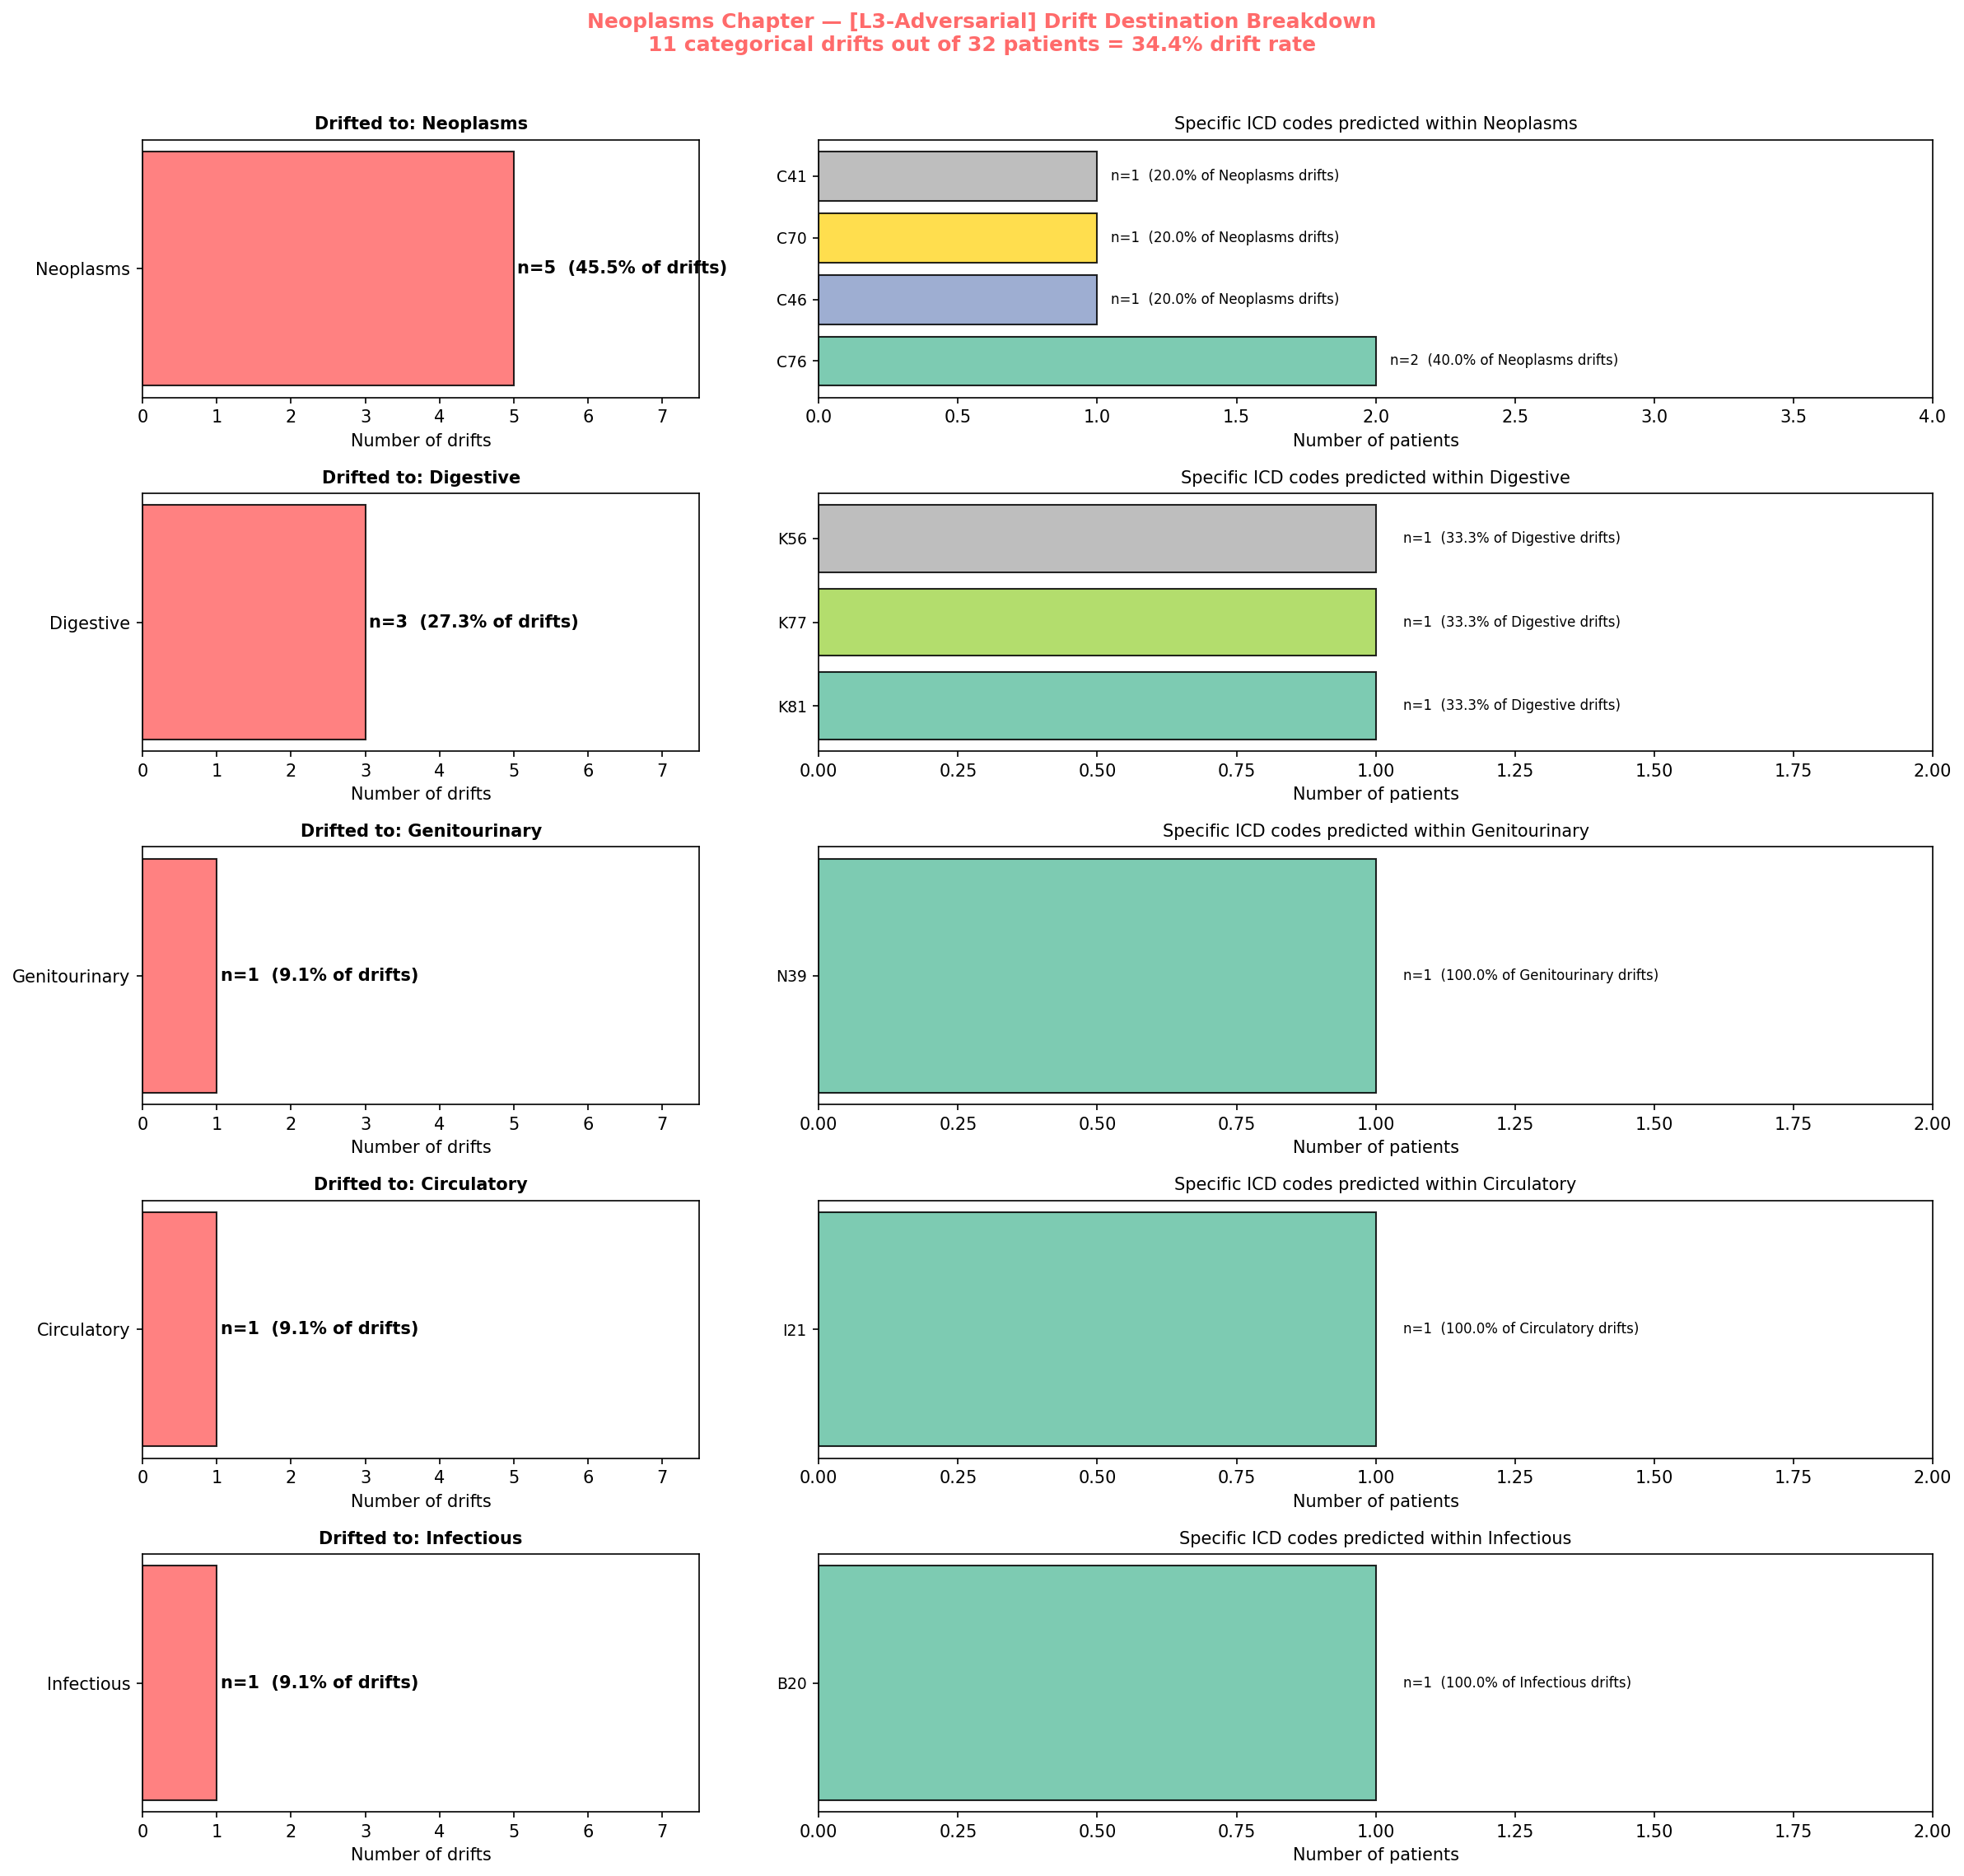 Neoplasms Chapter — [L3-Adversarial] Drift Destination Breakdown
11 categorical drifts out of 32 patients = 34.4% drift rate
Drifted to: Neoplasms
Neoplasms
n=5  (45.5% of drifts)
0 1 2 3 4 5 6 7
Number of drifts
Specific ICD codes predicted within Neoplasms
C41
n=1  (20.0% of Neoplasms drifts)
C70
n=1  (20.0% of Neoplasms drifts)
C46
n=1  (20.0% of Neoplasms drifts)
C76
n=2  (40.0% of Neoplasms drifts)
0.0 0.5 1.0 1.5 2.0 2.5 3.0 3.5 4.0
Number of patients
Drifted to: Digestive
Digestive
n=3  (27.3% of drifts)
0 1 2 3 4 5 6 7
Number of drifts
Specific ICD codes predicted within Digestive
K56
n=1  (33.3% of Digestive drifts)
K77
n=1  (33.3% of Digestive drifts)
K81
n=1  (33.3% of Digestive drifts)
0.00 0.25 0.50 0.75 1.00 1.25 1.50 1.75 2.00
Number of patients
Drifted to: Genitourinary
Genitourinary
n=1  (9.1% of drifts)
0 1 2 3 4 5 6 7
Number of drifts
Specific ICD codes predicted within Genitourinary
N39
n=1  (100.0% of Genitourinary drifts)
0.00 0.25 0.50 0.75 1.00 1.25 1.50 1.75 2.00
Number of patients
Drifted to: Circulatory
Circulatory
n=1  (9.1% of drifts)
0 1 2 3 4 5 6 7
Number of drifts
Specific ICD codes predicted within Circulatory
I21
n=1  (100.0% of Circulatory drifts)
0.00 0.25 0.50 0.75 1.00 1.25 1.50 1.75 2.00
Number of patients
Drifted to: Infectious
Infectious
n=1  (9.1% of drifts)
0 1 2 3 4 5 6 7
Number of drifts
Specific ICD codes predicted within Infectious
B20
n=1  (100.0% of Infectious drifts)
0.00 0.25 0.50 0.75 1.00 1.25 1.50 1.75 2.00
Number of patients